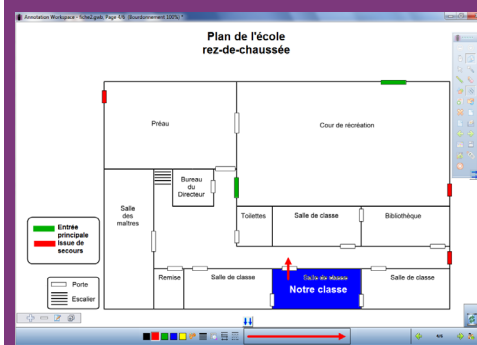 Annotation Workspace - fiche2.gwb, Page 4/6 (Bourdonnement 100%) *
Plan de l'école
rez-de-chaussée
Préau
Cour de récréation
Bureau
du
Directeur
Salle
des
maîtres
Toilettes
Salle de classe
Bibliothèque
Entrée
principale
Issue de
secours
Remise
Salle de classe
Salle de classe
Notre classe
Salle de classe
Porte
Escalier
4/6